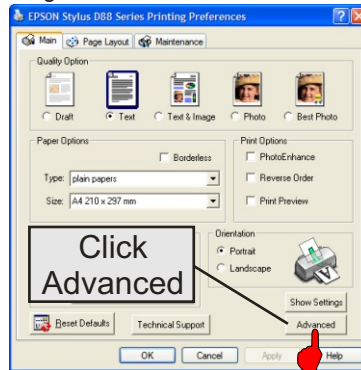 EPSON Stylus D88 Series Printing Preferences
Main Page Layout Maintenance
Quality Option
Draft Text Text & Image Photo Best Photo
Paper Options
Borderless
Type: plain papers
Size: A4 210 x 297 mm
Print Options
PhotoEnhance
Reverse Order
Print Preview
Orientation
Portrait
Landscape
Click
Advanced
Show Settings
Reset Defaults Technical Support Advanced
OK Cancel Apply Help